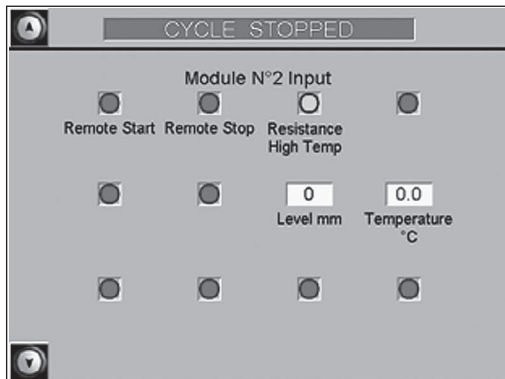 CYCLE STOPPED
Module N°2 Input
Remote Start Remote Stop Resistance High Temp
0 0.0
Level mm Temperature °C